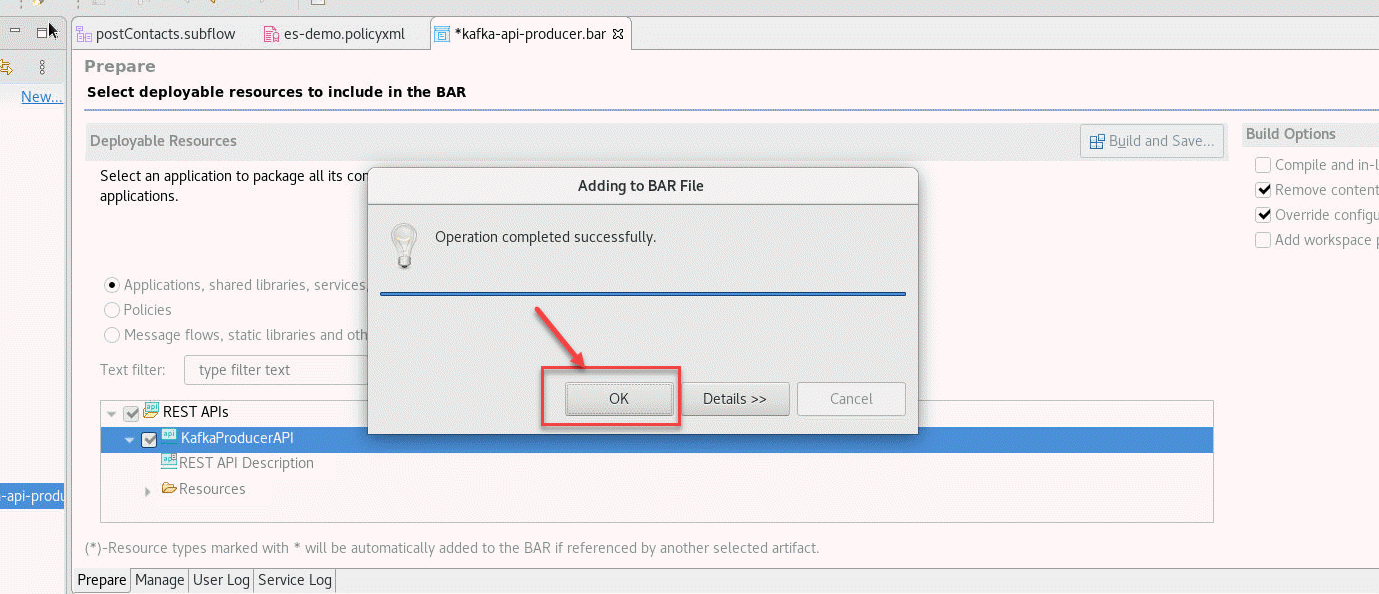 postContacts.subflow
es-demo.policyxml
*kafka-api-producer.bar
New...
Prepare
Select deployable resources to include in the BAR
Deployable Resources
Build and Save...
Build Options
Select an application to package all its
applications.
Compile and in-
Remove content
Override
Add workspace
Adding to BAR File
Operation completed successfully.
OK
Details >>
Cancel
Applications, shared libraries, services,
Policies
Message flows, static libraries and
Text filter:
type filter text
REST APIs
KafkaProducerAPI
REST API Description
Resources
-api-produ
(*)-Resource types marked with * will be automatically added to the BAR if referenced by another selected artifact.
Prepare
Manage
User Log
Service Log